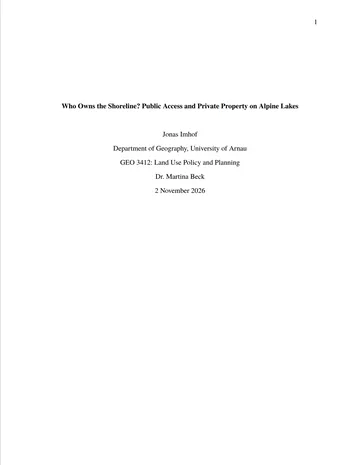 1
Who Owns the Shoreline? Public Access and Private Property on Alpine Lakes
Jonas Imhof
Department of Geography, University of Arnau
GEO 3412: Land Use Policy and Planning
Dr. Martina Beck
2 November 2026